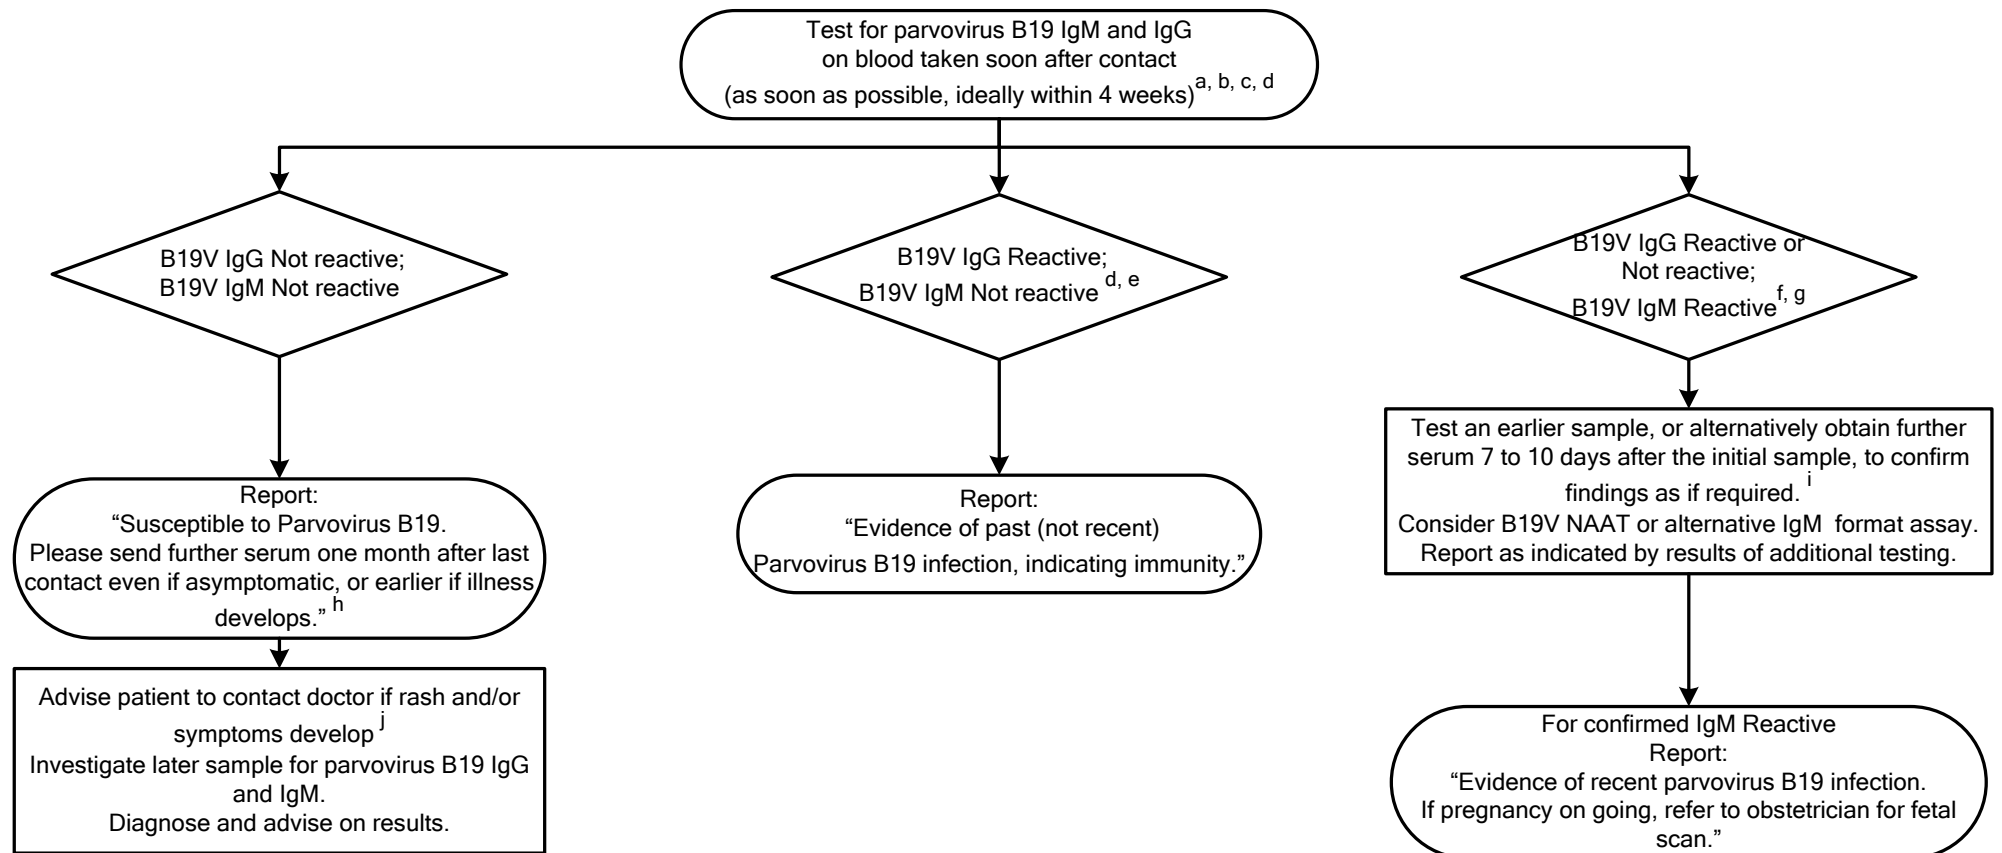 Test for parvovirus B19 IgM and IgG
on blood taken soon after contact
(as soon as possible, ideally within 4 weeks)a, b, c, d
B19V IgG Not reactive;
B19V IgM Not reactive
B19V IgG Reactive;
B19V IgM Not reactive d, e
B19V IgG Reactive or
Not reactive;
B19V IgM Reactivef, g
Report:
“Susceptible to Parvovirus B19.
Please send further serum one month after last
contact even if asymptomatic, or earlier if illness
develops.” h
Advise patient to contact doctor if rash and/or
symptoms develop j
Investigate later sample for parvovirus B19 IgG
and IgM.
Diagnose and advise on results.
Report:
“Evidence of past (not recent)
Parvovirus B19 infection, indicating immunity.”
Test an earlier sample, or alternatively obtain further
serum 7 to 10 days after the initial sample, to confirm
findings as if required. i
Consider B19V NAAT or alternative IgM format assay.
Report as indicated by results of additional testing.
For confirmed IgM Reactive
Report:
“Evidence of recent parvovirus B19 infection.
If pregnancy on going, refer to obstetrician for fetal
scan.”